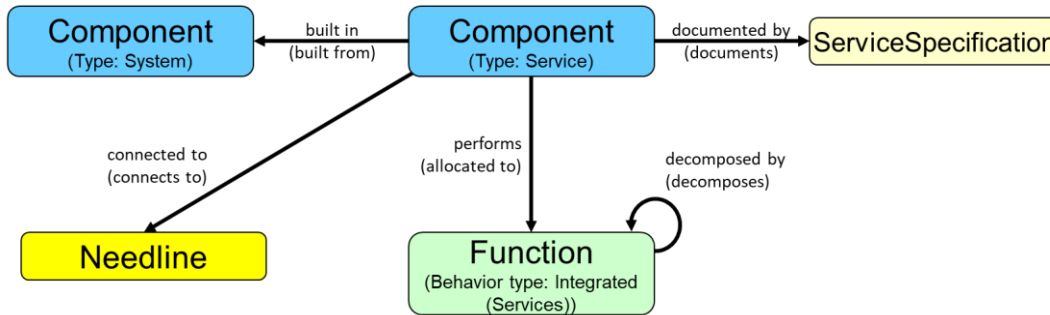 Component
(Type: System)
built in
(built from)
Component
(Type: Service)
documented by
(documents)
ServiceSpecification
connected to
(connects to)
performs
(allocated to)
decomposed by
(decomposes)
Needline
Function
(Behavior type: Integrated
(Services))